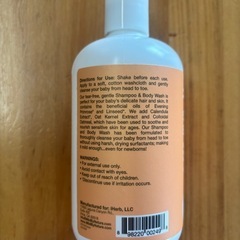 Directions for Use: Shake before each use.
Apply to a soft, cotton washcloth and gently
cleanse your baby from head to toe.
Our tear-free, gentle Shampoo & Body Wash is
perfect for your baby's delicate hair and skin. It
contains the beneficial oils of Evening
Primrose* and Linseed*. We add Calendula
Extract, Oat Kernel Extract and Colloidal
Oatmeal, which have been used to soothe and
nourish sensitive skin for ages. Our Shampoo
and Body Wash has been formulated to
thoroughly cleanse your baby from head to toe
without using harsh, drying surfactants; making
it mild enough...even for newborns!
WARNINGS:
• For external use only.
• Avoid contact with eyes.
• Keep out of reach of children.
• Discontinue use if irritation occurs.
Manufactured for: iHerb, LLC
98220 00249